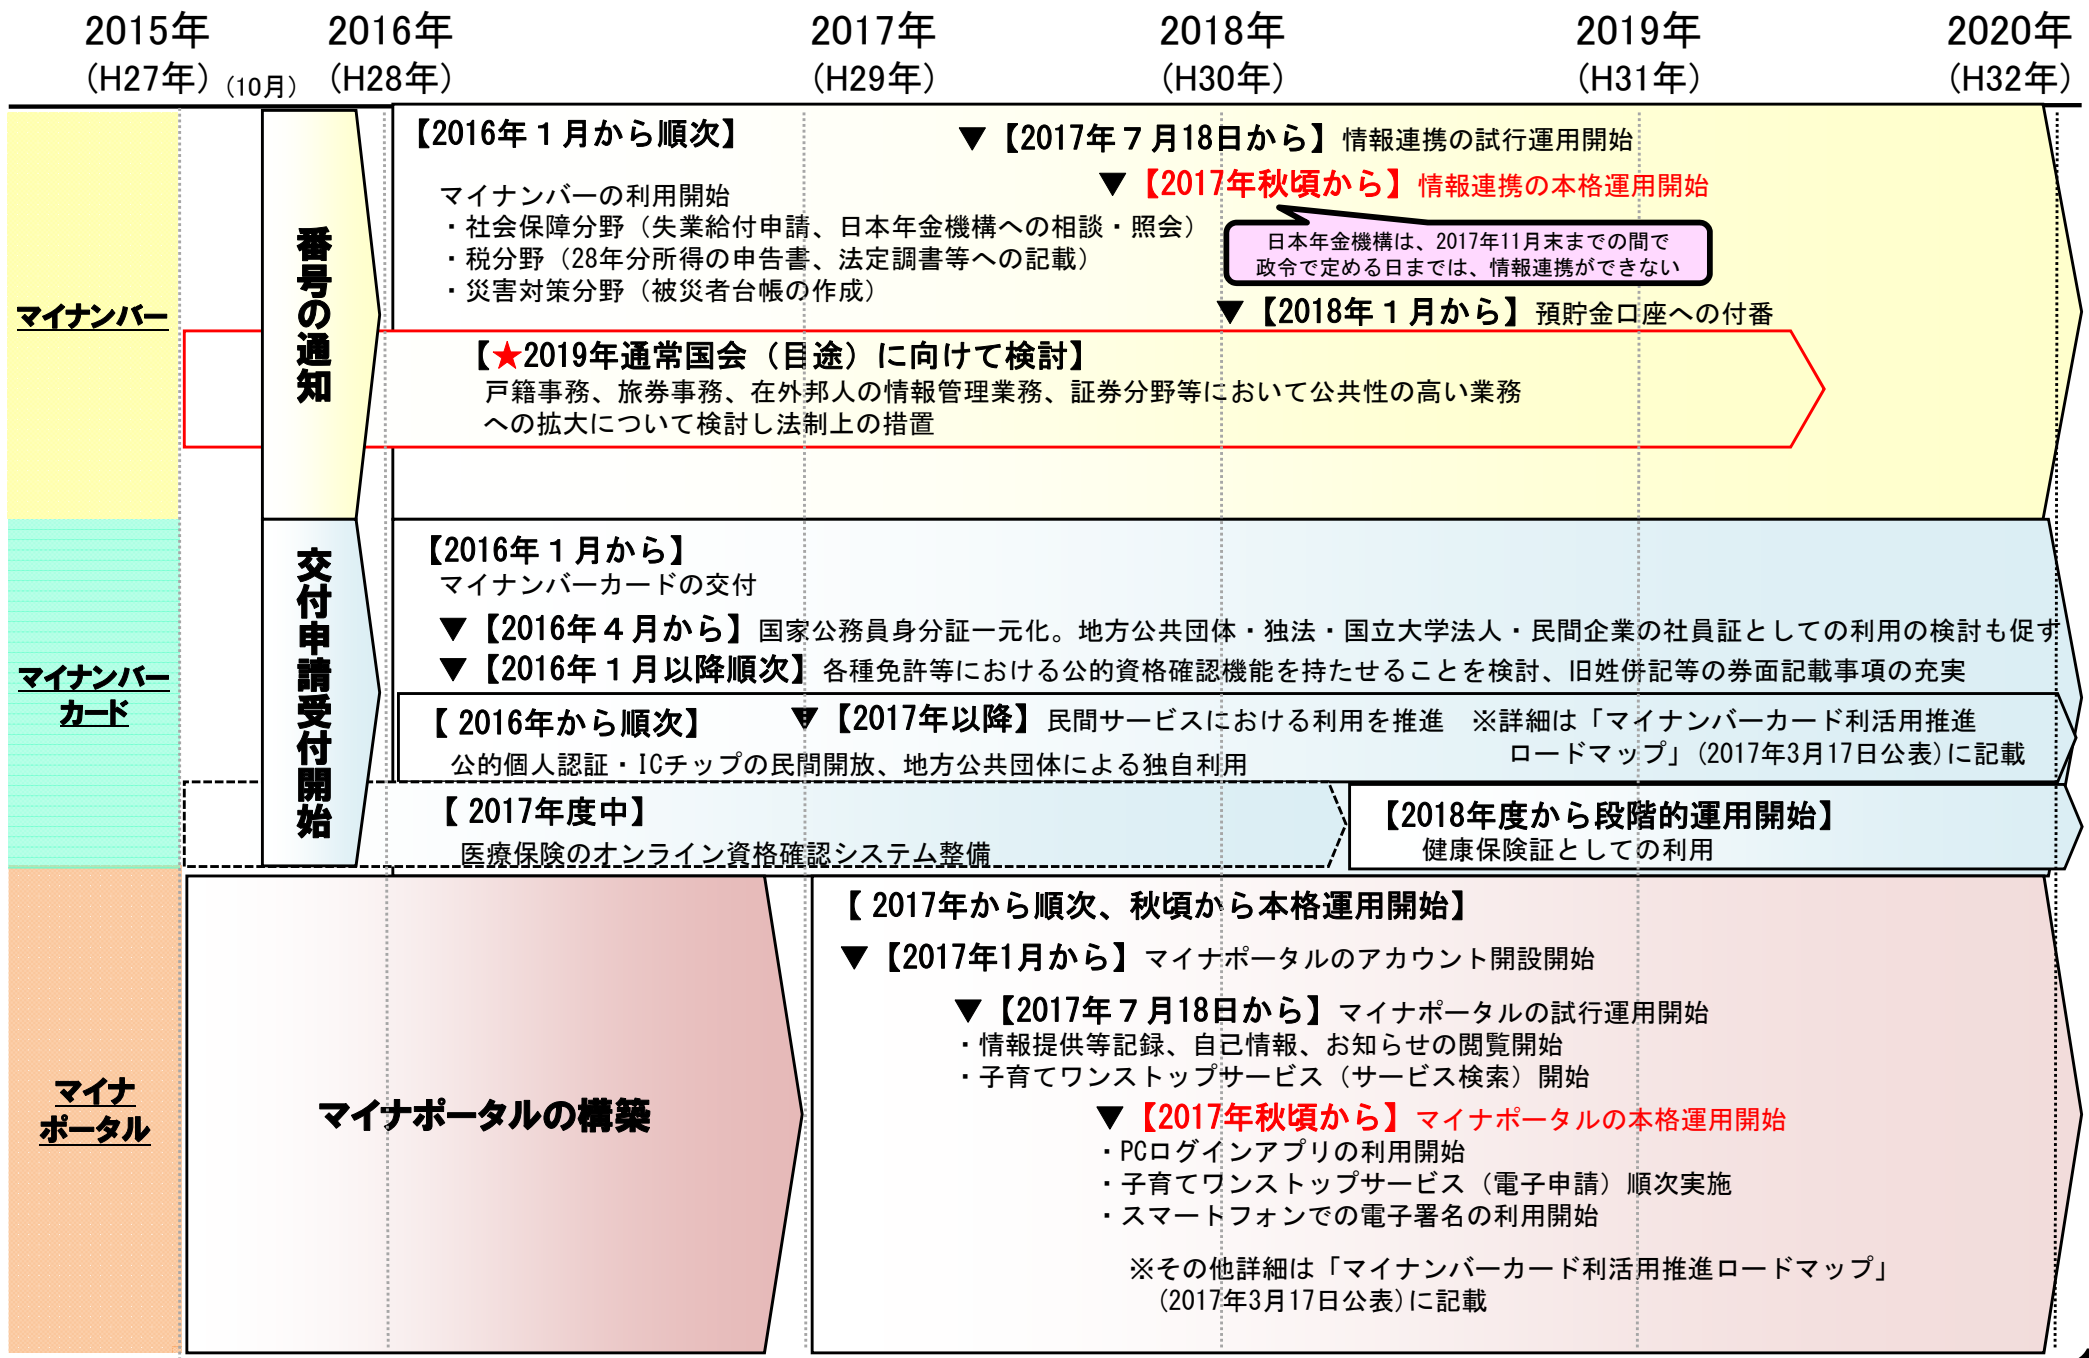 2015年 2016年 2017年 2018年 2019年 2020年
(H27年) (10月) (H28年) (H29年) (H30年) (H31年) (H32年)
マイナンバー
番号の通知
【2016年１月から順次】
マイナンバーの利用開始
・社会保障分野（失業給付申請、日本年金機構への相談・照会）
・税分野（28年分所得の申告書、法定調書等への記載）
・災害対策分野（被災者台帳の作成）
▼【2017年７月18日から】情報連携の試行運用開始
▼【2017年秋頃から】情報連携の本格運用開始
日本年金機構は、2017年11月末までの間で
政令で定める日までは、情報連携ができない
▼【2018年１月から】預貯金口座への付番
【★2019年通常国会（目途）に向けて検討】
戸籍事務、旅券事務、在外邦人の情報管理業務、証券分野等において公共性の高い業務
への拡大について検討し法制上の措置
マイナンバー
カード
交付申請受付開始
【2016年１月から】
マイナンバーカードの交付
▼【2016年４月から】国家公務員身分証一元化。地方公共団体・独法・国立大学法人・民間企業の社員証としての利用の検討も促す
▼【2016年１月以降順次】各種免許等における公的資格確認機能を持たせることを検討、旧姓併記等の券面記載事項の充実
【 2016年から順次】
公的個人認証・ICチップの民間開放、地方公共団体による独自利用
▼【2017年以降】民間サービスにおける利用を推進　※詳細は「マイナンバーカード利活用推進
ロードマップ」(2017年3月17日公表)に記載
【 2017年度中】
医療保険のオンライン資格確認システム整備
【2018年度から段階的運用開始】
健康保険証としての利用
マイナ
ポータル
マイナポータルの構築
【 2017年から順次、秋頃から本格運用開始】
▼【2017年1月から】マイナポータルのアカウント開設開始
▼【2017年７月18日から】マイナポータルの試行運用開始
・情報提供等記録、自己情報、お知らせの閲覧開始
・子育てワンストップサービス（サービス検索）開始
▼【2017年秋頃から】マイナポータルの本格運用開始
・PCログインアプリの利用開始
・子育てワンストップサービス（電子申請）順次実施
・スマートフォンでの電子署名の利用開始
※その他詳細は「マイナンバーカード利活用推進ロードマップ」
(2017年3月17日公表)に記載